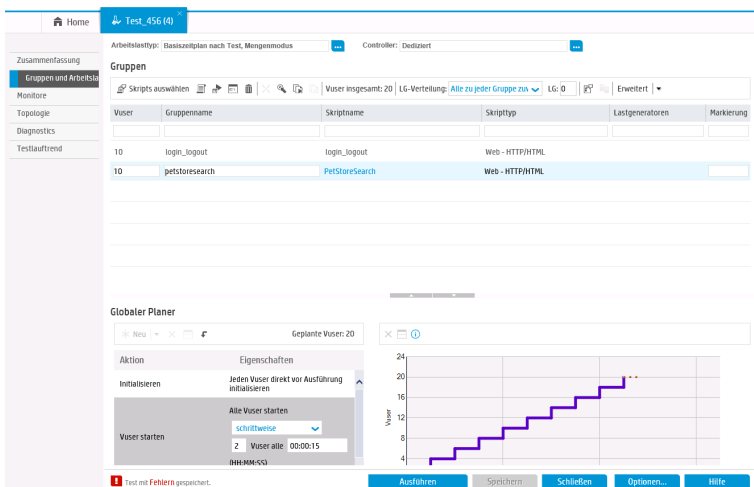 Home
Test_456 (4)
Arbeitslasttyp: Basiszeitplan nach Test, Mengenmodus ... Controller: Dediziert ...
Zusammenfassung
Gruppen und Arbeitsla
Monitore
Topologie
Diagnostics
Testlauftrend
Gruppen
Skripts auswählen Vuser insgesamt: 20 LG-Verteilung: Alle zu jeder Gruppe zuw LG: 0 Erweitert
Vuser Gruppenname Skriptname Skripttyp Lastgeneratoren Markierung
10 login_logout login_logout Web - HTTP/HTML
10 petstoresearch PetStoreSearch Web - HTTP/HTML
Globaler Planer
Neu Geplante Vuser: 20
Aktion Eigenschaften
Initialisieren Jeden Vuser direkt vor Ausführung
initialisieren
Alle Vuser starten
schrittweise
Vuser starten
2 Vuser alle 00:00:15
(HH:MM:SS)
24
20
16
12
8
4
Vuser
Test mit Fehlern gespeichert.
Ausführen Speichern Schließen Optionen... Hilfe